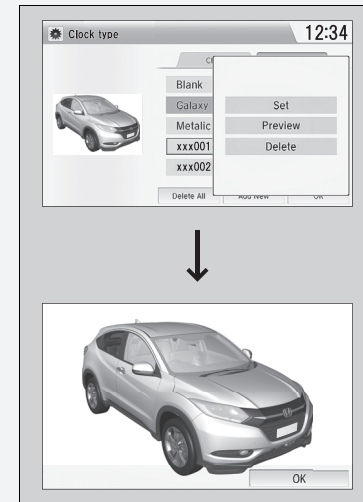 Clock type
12:34
Blank
Galaxy
Metalic
xxx001
xxx002
Set
Preview
Delete
Delete All
Add New
OK
OK